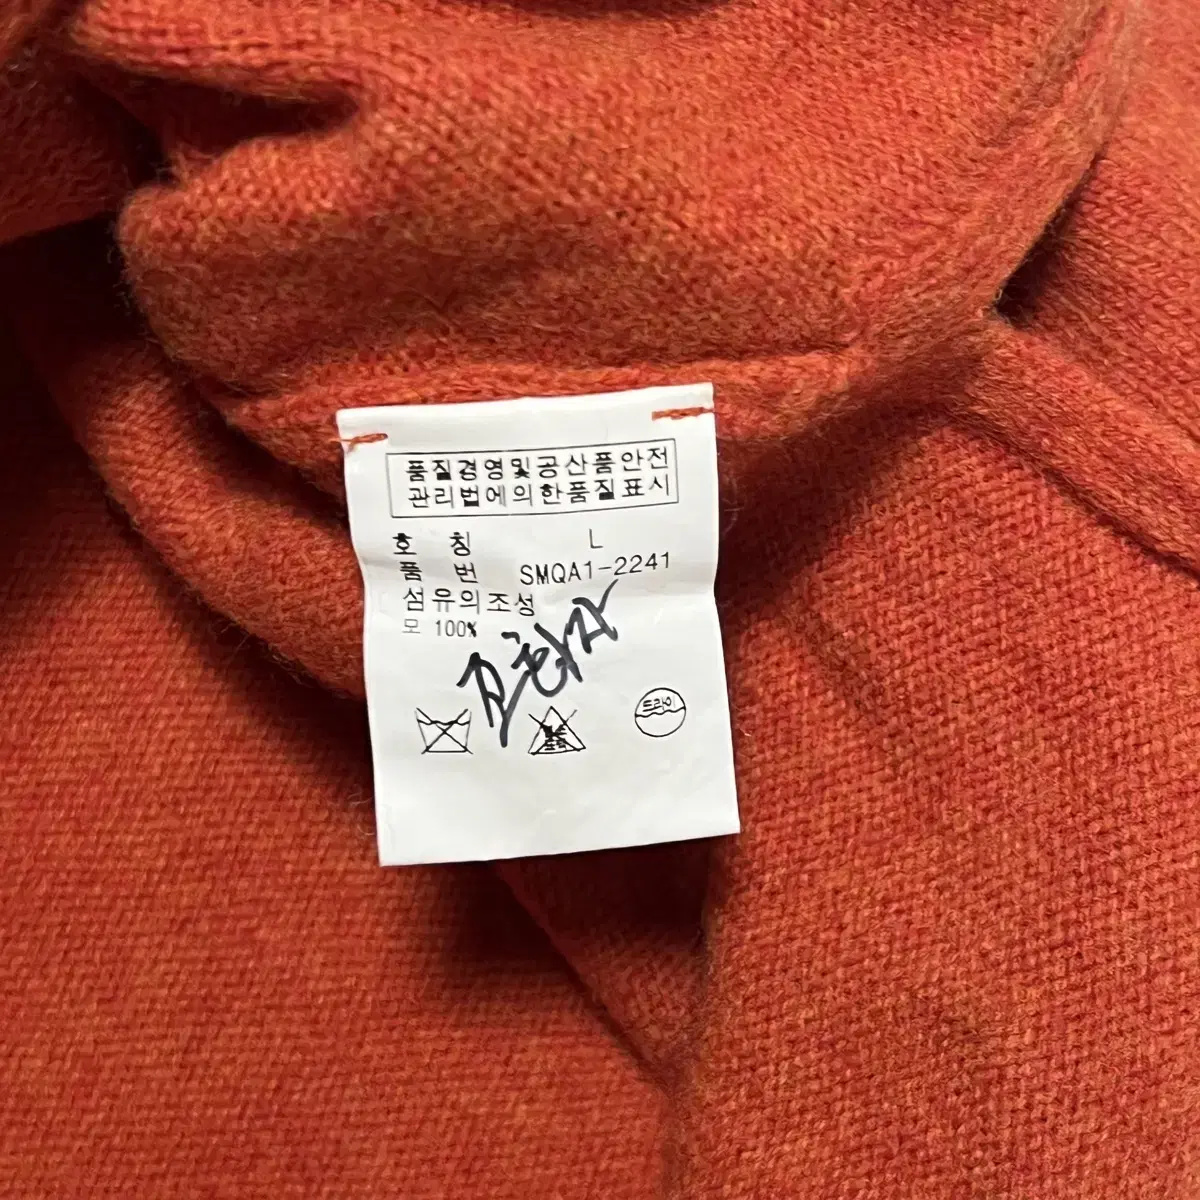 품질경영및공산품안전
관리법에의한품질표시
호 칭 L
품 번 SMQA1-2241
섬유의조성
모 100%
드라이